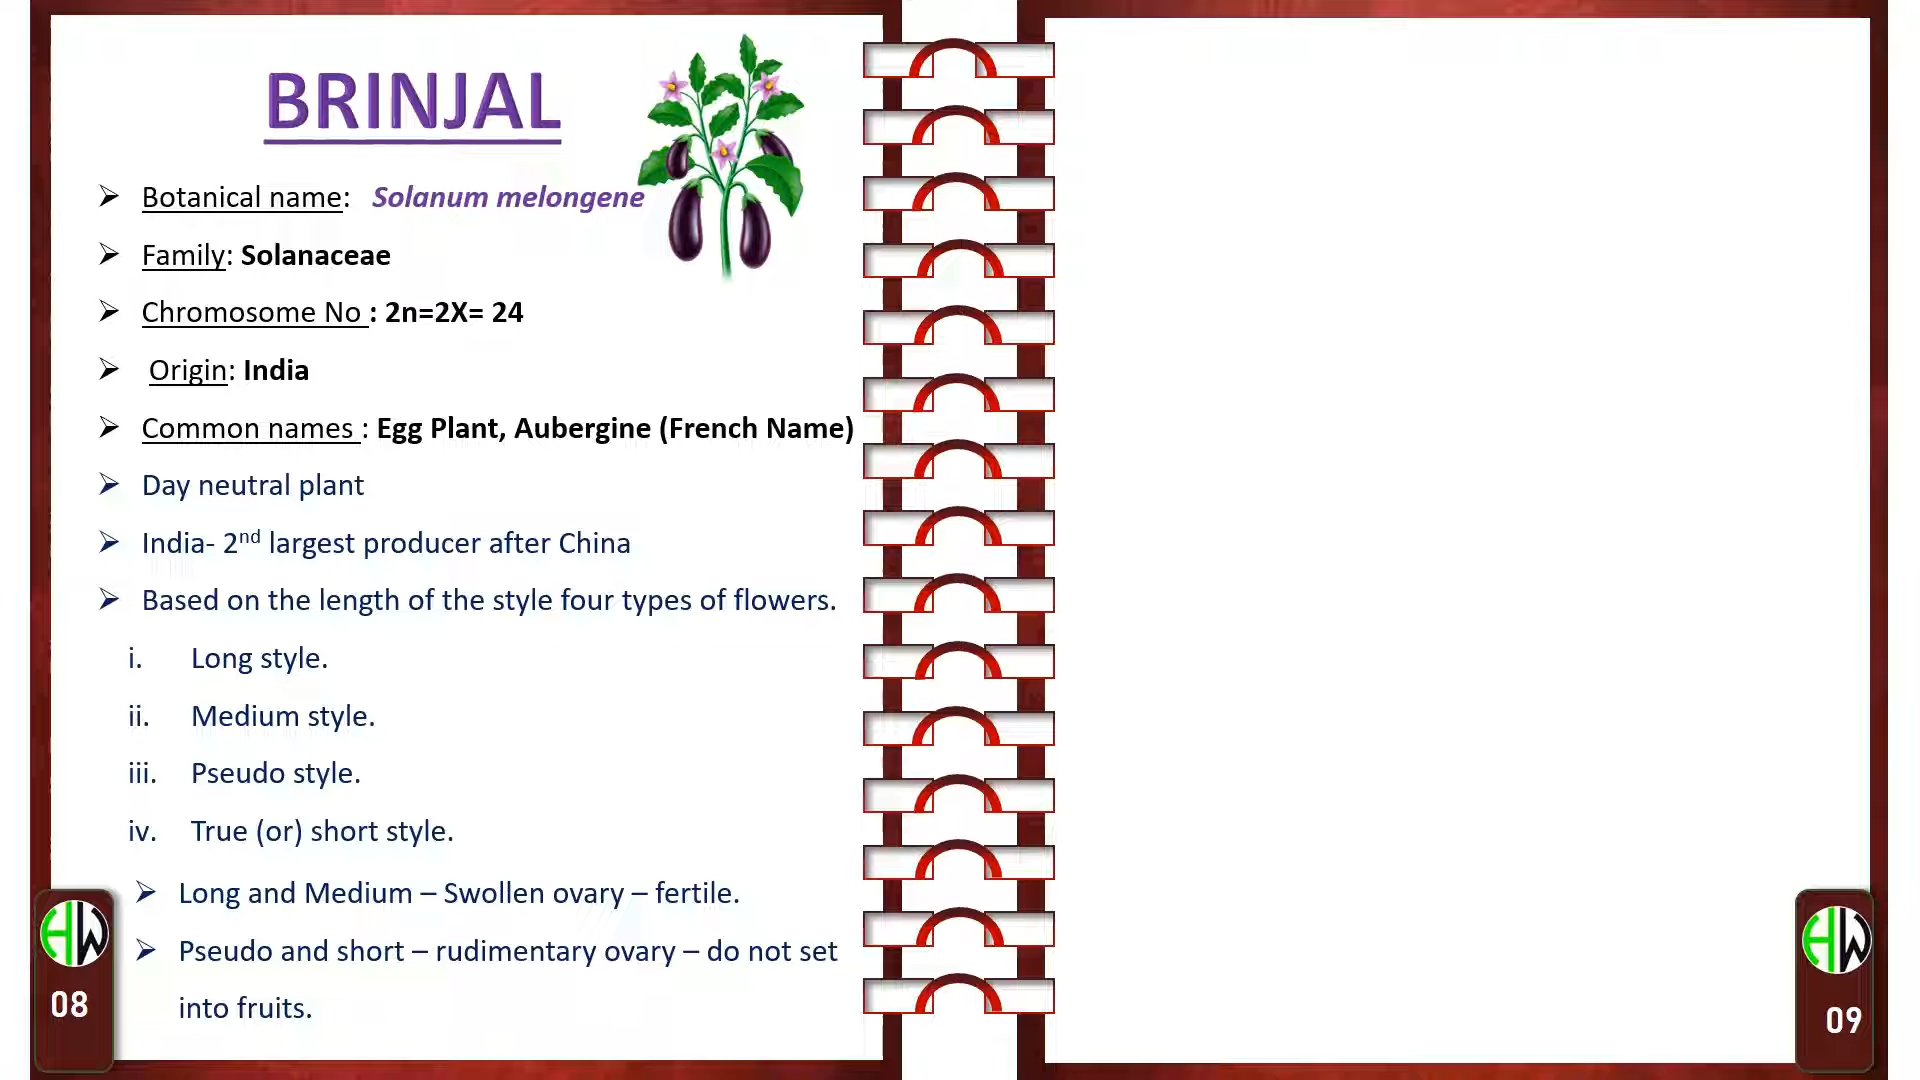 BRINJAL
➢ Botanical name: Solanum melongene
➢ Family: Solanaceae
➢ Chromosome No : 2n=2X= 24
➢ Origin: India
➢ Common names : Egg Plant, Aubergine (French Name)
➢ Day neutral plant
➢ India- 2nd largest producer after China
➢ Based on the length of the style four types of flowers.
i. Long style.
ii. Medium style.
iii. Pseudo style.
iv. True (or) short style.
➢ Long and Medium – Swollen ovary – fertile.
➢ Pseudo and short – rudimentary ovary – do not set
into fruits.
HW
08
HW
09